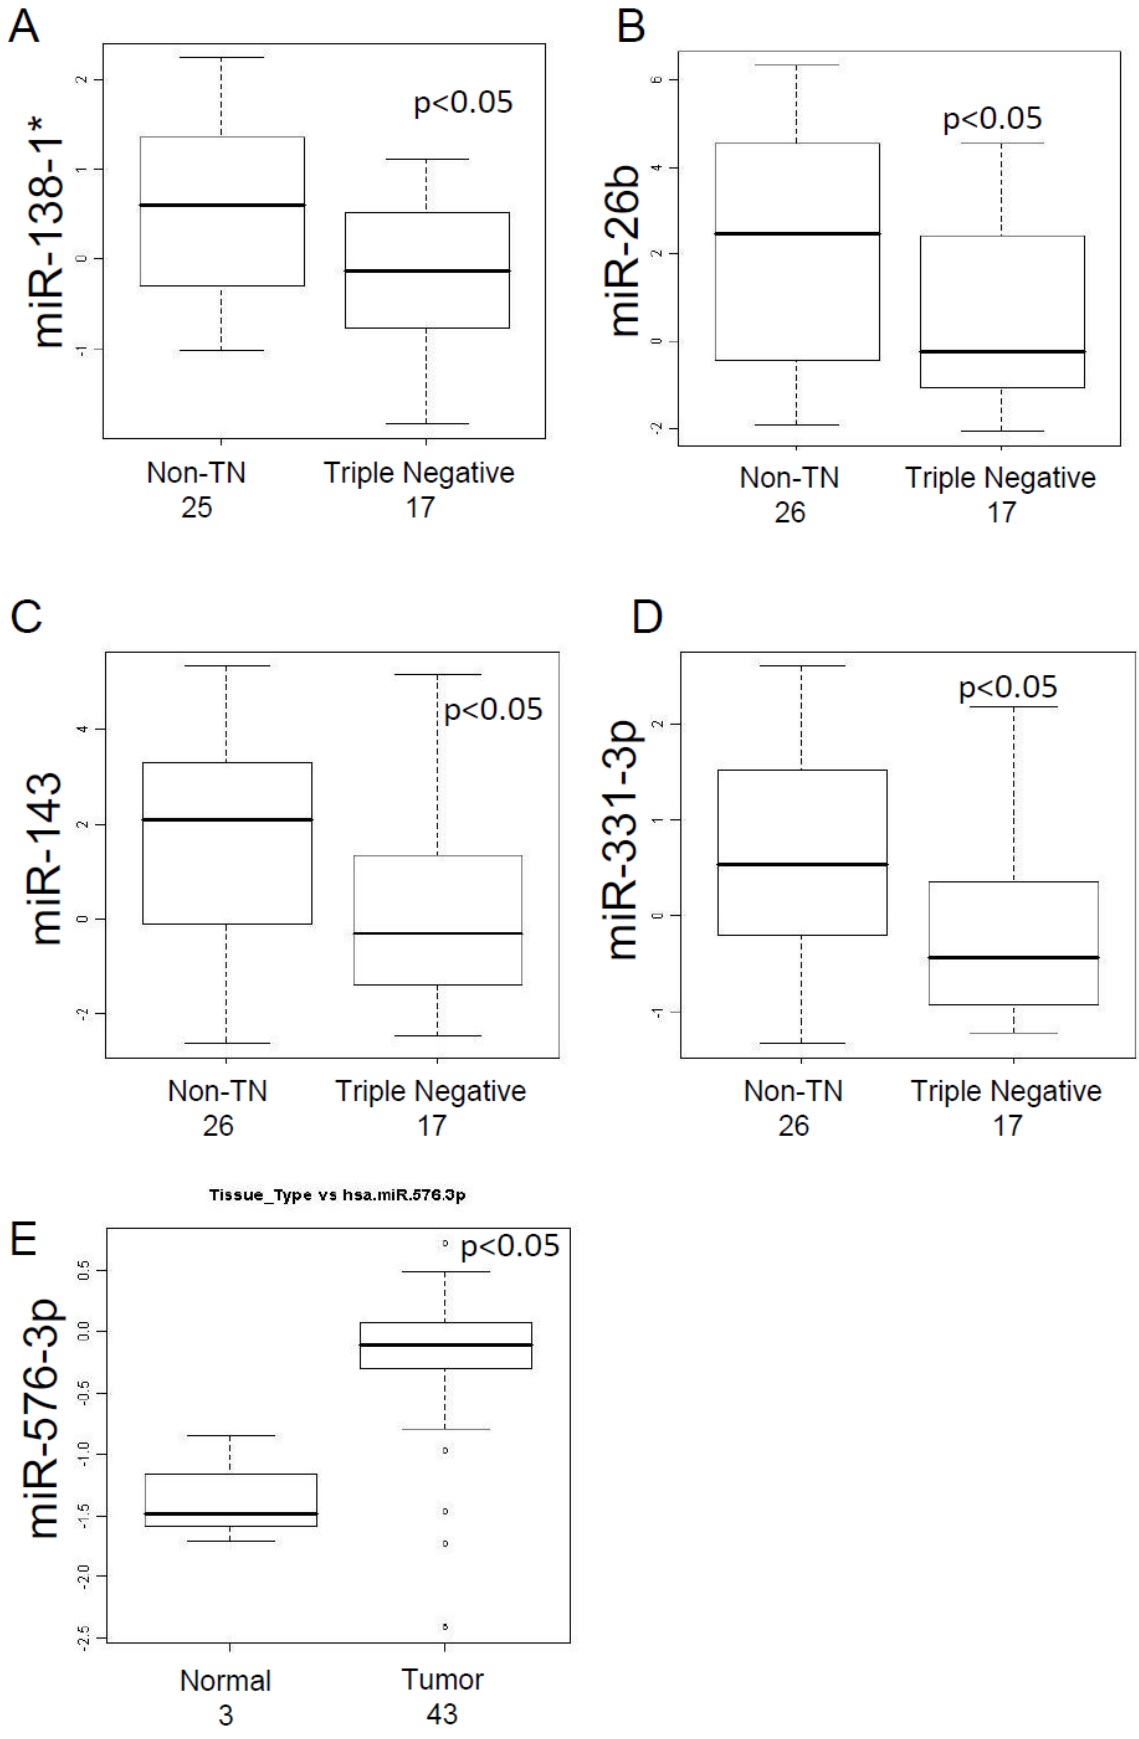 A
miR-138-1*
2
1
0
-1
p<0.05
Non-TN
25
Triple Negative
17
B
miR-26b
6
4
2
0
-2
p<0.05
Non-TN
26
Triple Negative
17
C
miR-143
4
2
0
-2
p<0.05
Non-TN
26
Triple Negative
17
D
miR-331-3p
2
1
0
-1
p<0.05
Non-TN
26
Triple Negative
17
Tissue_Type vs hsa.miR.576.3p
E
miR-576-3p
0.5
0.0
-0.5
-1.0
-1.5
-2.0
-2.5
p<0.05
Normal
3
Tumor
43